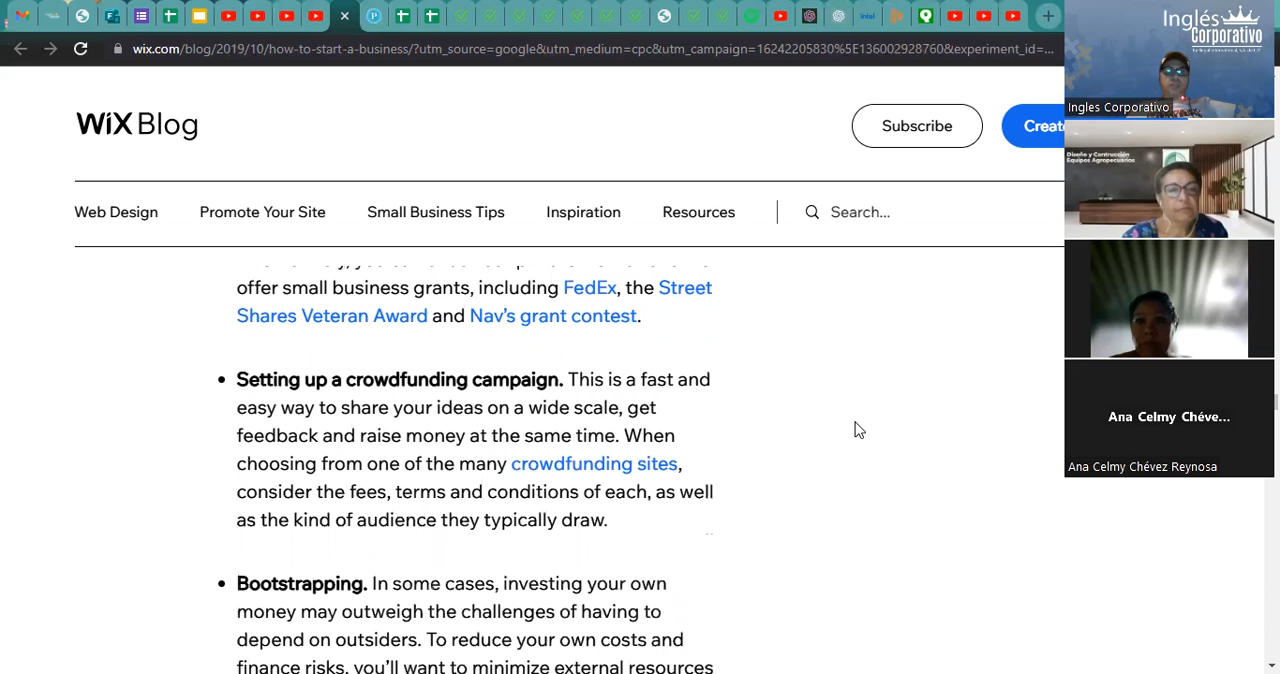 wix.com/blog/2019/10/how-to-start-a-business/?utm_source=google&utm_medium=cpc&utm_campaign=16242205830%5E136002928760&experiment_id=...
WiX Blog
Subscribe
Create
Web Design
Promote Your Site
Small Business Tips
Inspiration
Resources
Search...
offer small business grants, including FedEx, the Street
Shares Veteran Award and Nav's grant contest.
• Setting up a crowdfunding campaign. This is a fast and
easy way to share your ideas on a wide scale, get
feedback and raise money at the same time. When
choosing from one of the many crowdfunding sites,
consider the fees, terms and conditions of each, as well
as the kind of audience they typically draw.
• Bootstrapping. In some cases, investing your own
money may outweigh the challenges of having to
depend on outsiders. To reduce your own costs and
finance risks, you'll want to minimize external resources
Inglés
Corporativo
Ingles Corporativo
Diseño y Construcción
Equipos Agropecuarios
Ana Celmy Chéve...
Ana Celmy Chévez Reynosa